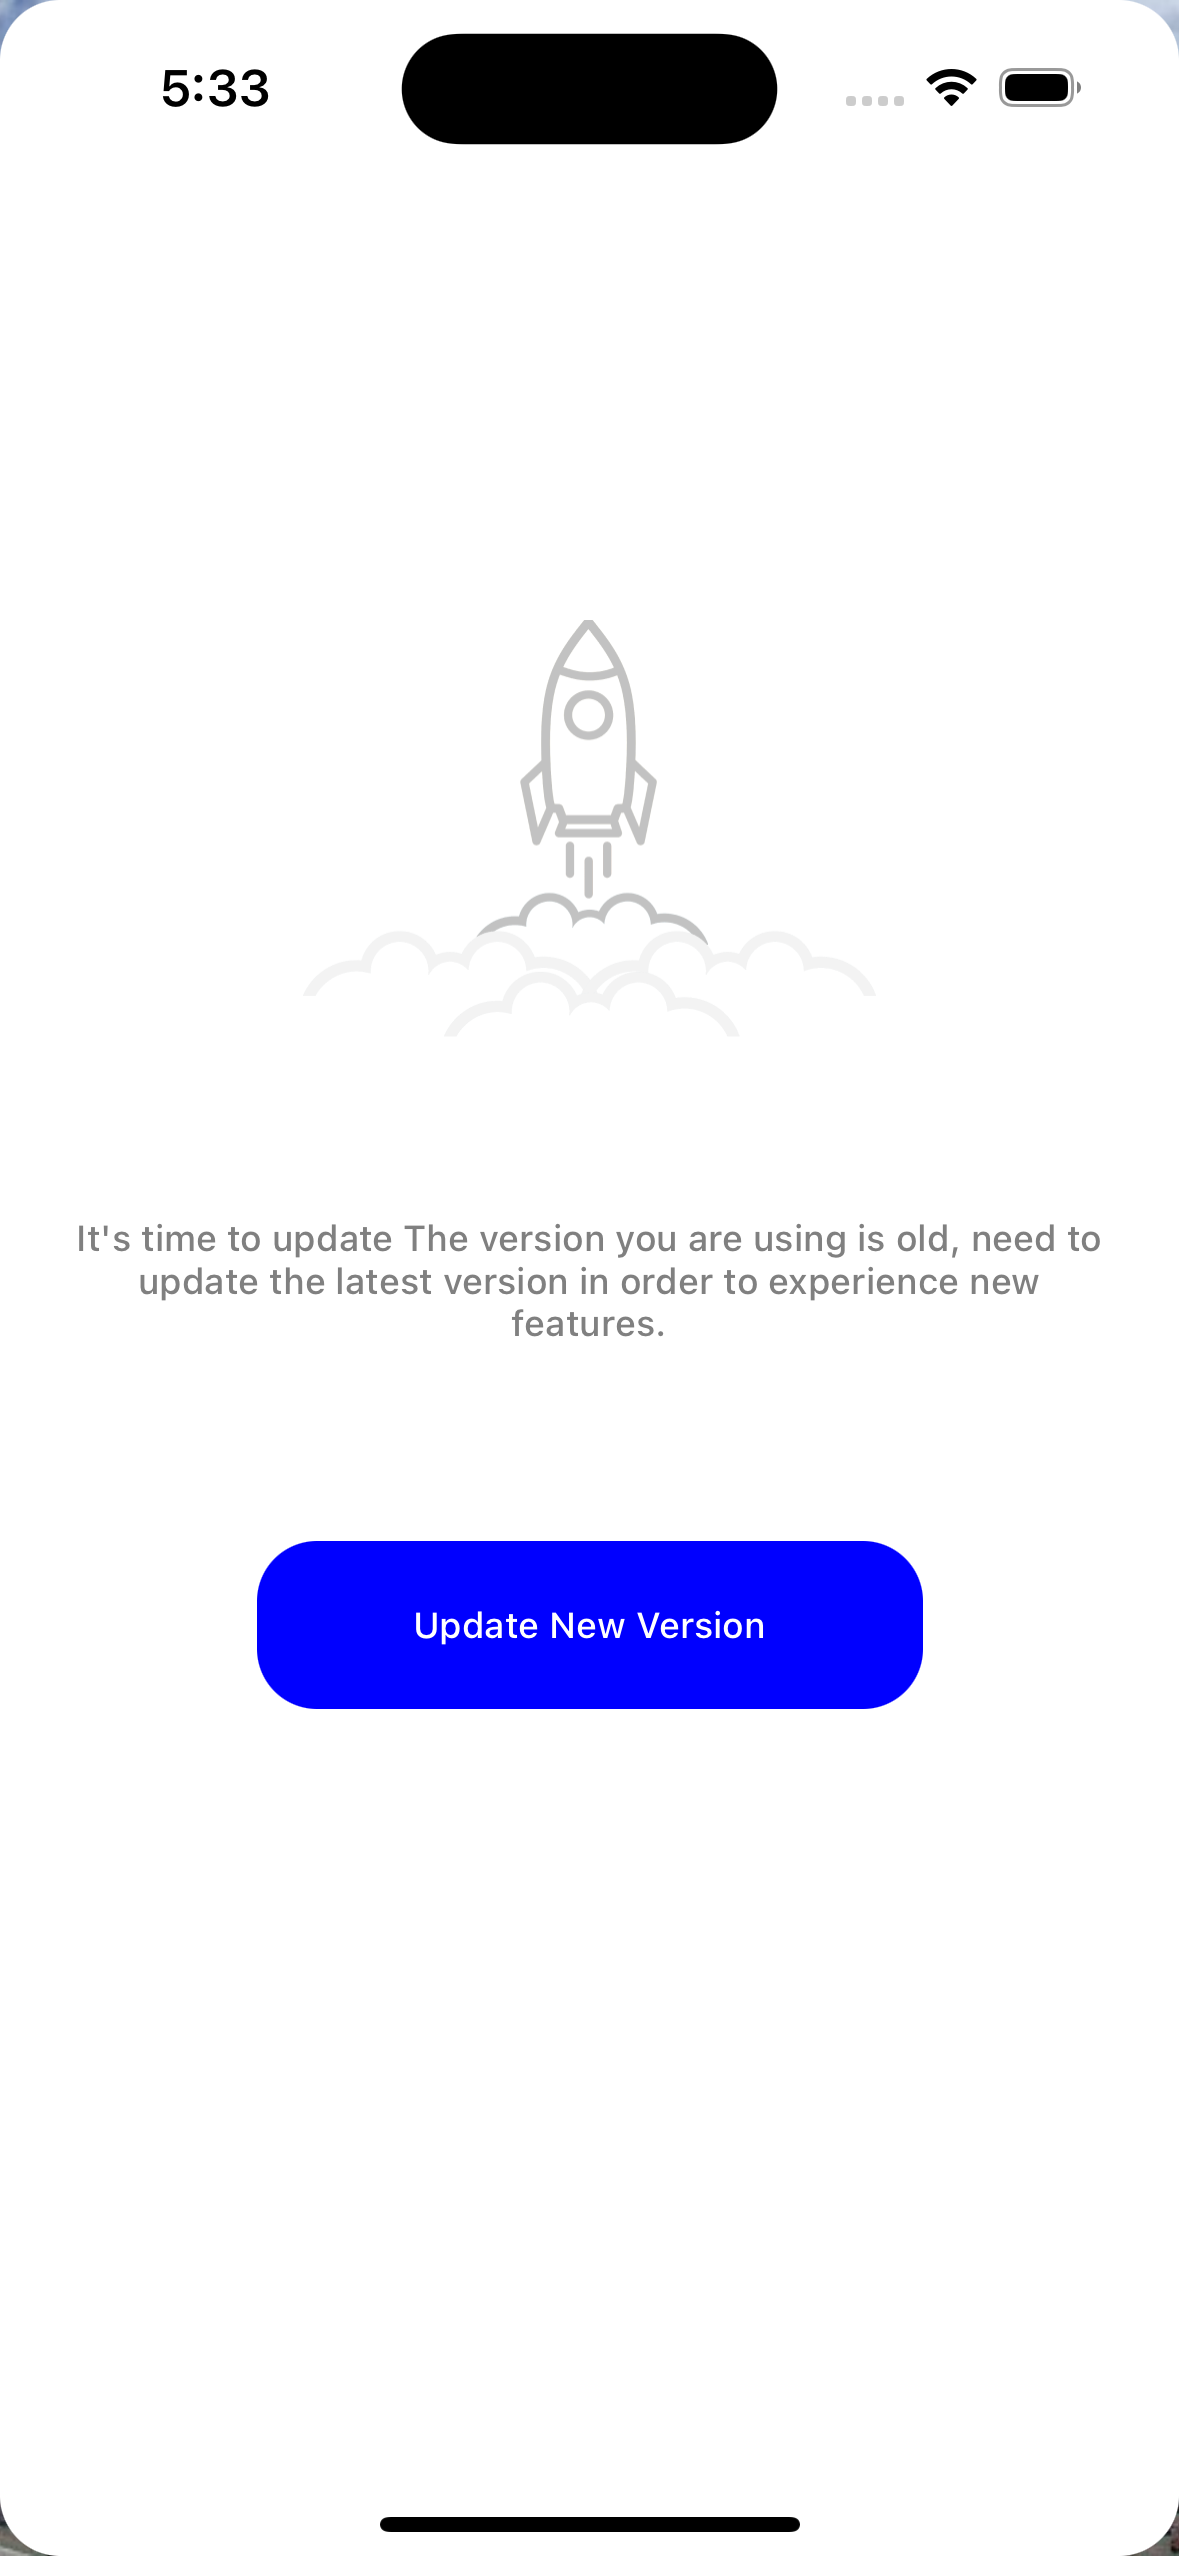 5:33
It's time to update The version you are using is old, need to
update the latest version in order to experience new
features.
Update New Version